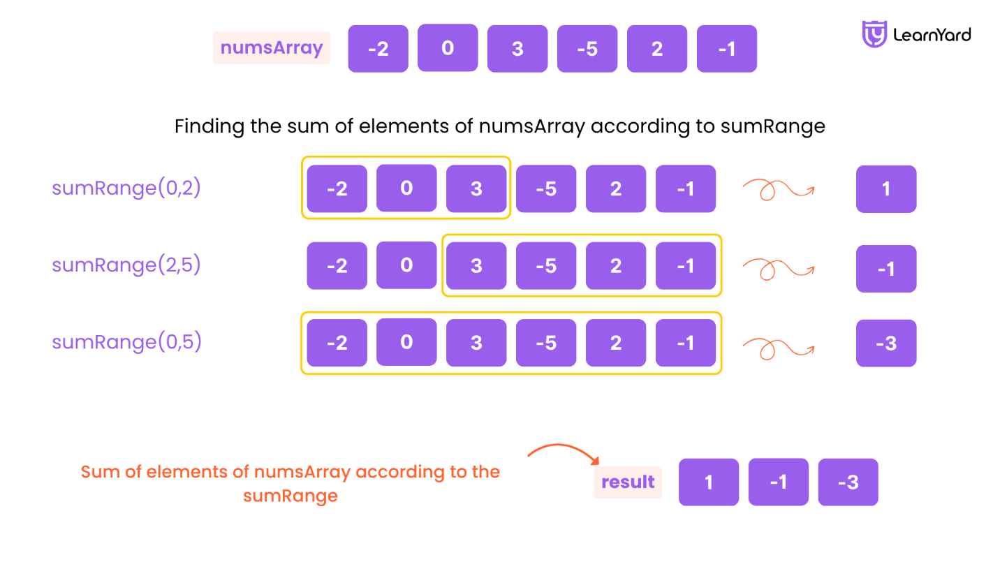 numsArray -2 0 3 -5 2 -1
LearnYard
Finding the sum of elements of numsArray according to sumRange
sumRange(0,2) -2 0 3 -5 2 -1 1
sumRange(2,5) -2 0 3 -5 2 -1 -1
sumRange(0,5) -2 0 3 -5 2 -1 -3
Sum of elements of numsArray according to the
sumRange
result 1 -1 -3